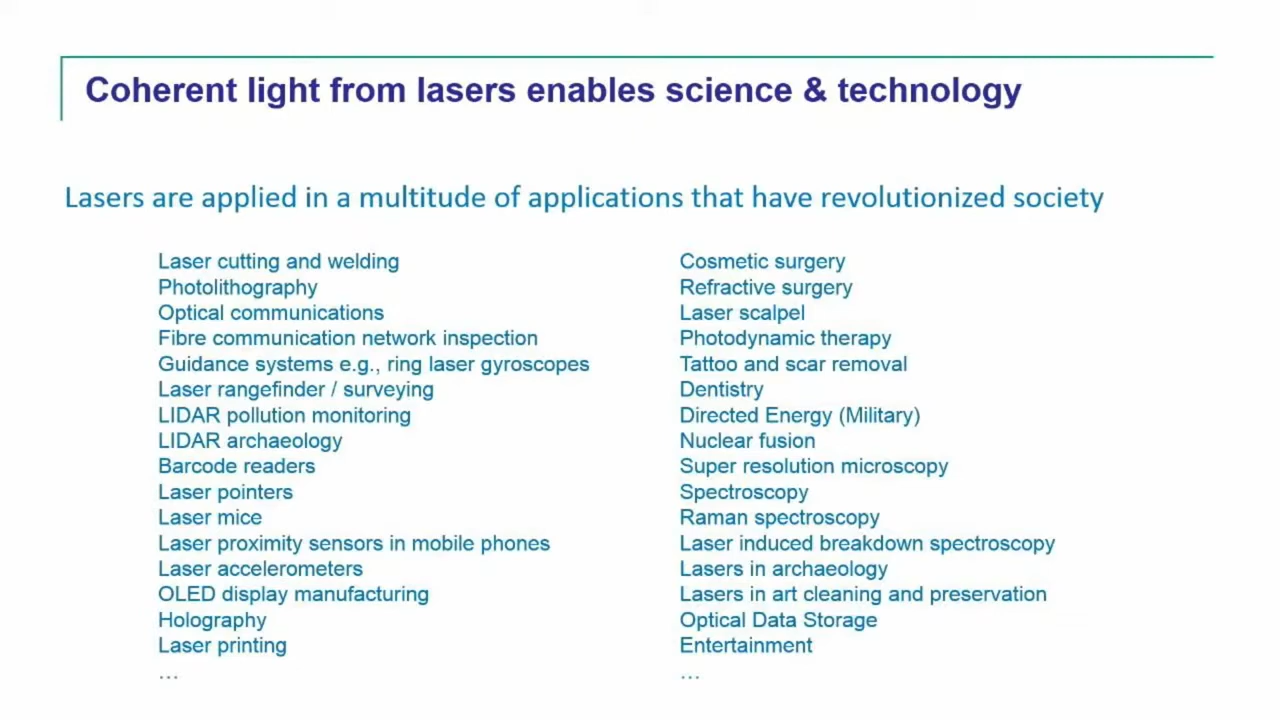 Coherent light from lasers enables science & technology
Lasers are applied in a multitude of applications that have revolutionized society
Laser cutting and welding
Photolithography
Optical communications
Fibre communication network inspection
Guidance systems e.g., ring laser gyroscopes
Laser rangefinder / surveying
LIDAR pollution monitoring
LIDAR archaeology
Barcode readers
Laser pointers
Laser mice
Laser proximity sensors in mobile phones
Laser accelerometers
OLED display manufacturing
Holography
Laser printing
…
Cosmetic surgery
Refractive surgery
Laser scalpel
Photodynamic therapy
Tattoo and scar removal
Dentistry
Directed Energy (Military)
Nuclear fusion
Super resolution microscopy
Spectroscopy
Raman spectroscopy
Laser induced breakdown spectroscopy
Lasers in archaeology
Lasers in art cleaning and preservation
Optical Data Storage
Entertainment
…